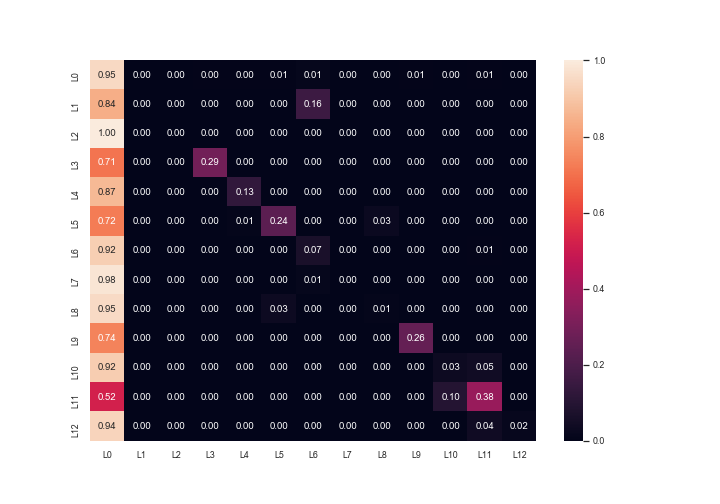 L0 0.95 0.00 0.00 0.00 0.00 0.01 0.01 0.00 0.00 0.01 0.00 0.01 0.00
L1 0.84 0.00 0.00 0.00 0.00 0.00 0.16 0.00 0.00 0.00 0.00 0.00 0.00
L2 1.00 0.00 0.00 0.00 0.00 0.00 0.00 0.00 0.00 0.00 0.00 0.00 0.00
L3 0.71 0.00 0.00 0.29 0.00 0.00 0.00 0.00 0.00 0.00 0.00 0.00 0.00
L4 0.87 0.00 0.00 0.00 0.13 0.00 0.00 0.00 0.00 0.00 0.00 0.00 0.00
L5 0.72 0.00 0.00 0.00 0.01 0.24 0.00 0.00 0.03 0.00 0.00 0.00 0.00
L6 0.92 0.00 0.00 0.00 0.00 0.00 0.07 0.00 0.00 0.00 0.00 0.01 0.00
L7 0.98 0.00 0.00 0.00 0.00 0.00 0.01 0.00 0.00 0.00 0.00 0.00 0.00
L8 0.95 0.00 0.00 0.00 0.00 0.03 0.00 0.00 0.01 0.00 0.00 0.00 0.00
L9 0.74 0.00 0.00 0.00 0.00 0.00 0.00 0.00 0.00 0.26 0.00 0.00 0.00
L10 0.92 0.00 0.00 0.00 0.00 0.00 0.00 0.00 0.00 0.00 0.03 0.05 0.00
L11 0.52 0.00 0.00 0.00 0.00 0.00 0.00 0.00 0.00 0.00 0.10 0.38 0.00
L12 0.94 0.00 0.00 0.00 0.00 0.00 0.00 0.00 0.00 0.00 0.00 0.04 0.02
L0 L1 L2 L3 L4 L5 L6 L7 L8 L9 L10 L11 L12
1.0
0.8
0.6
0.4
0.2
0.0